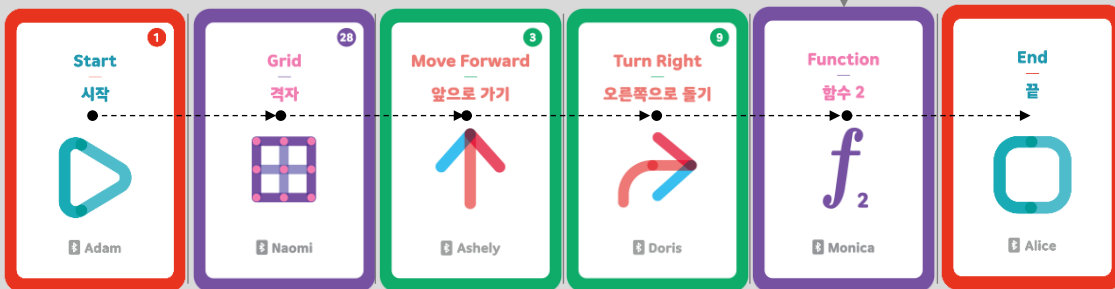 1
Start
시작
Adam
28
Grid
격자
Naomi
3
Move Forward
앞으로 가기
Ashely
9
Turn Right
오른쪽으로 돌기
Doris
Function
함수 2
f2
Monica
End
끝
Alice